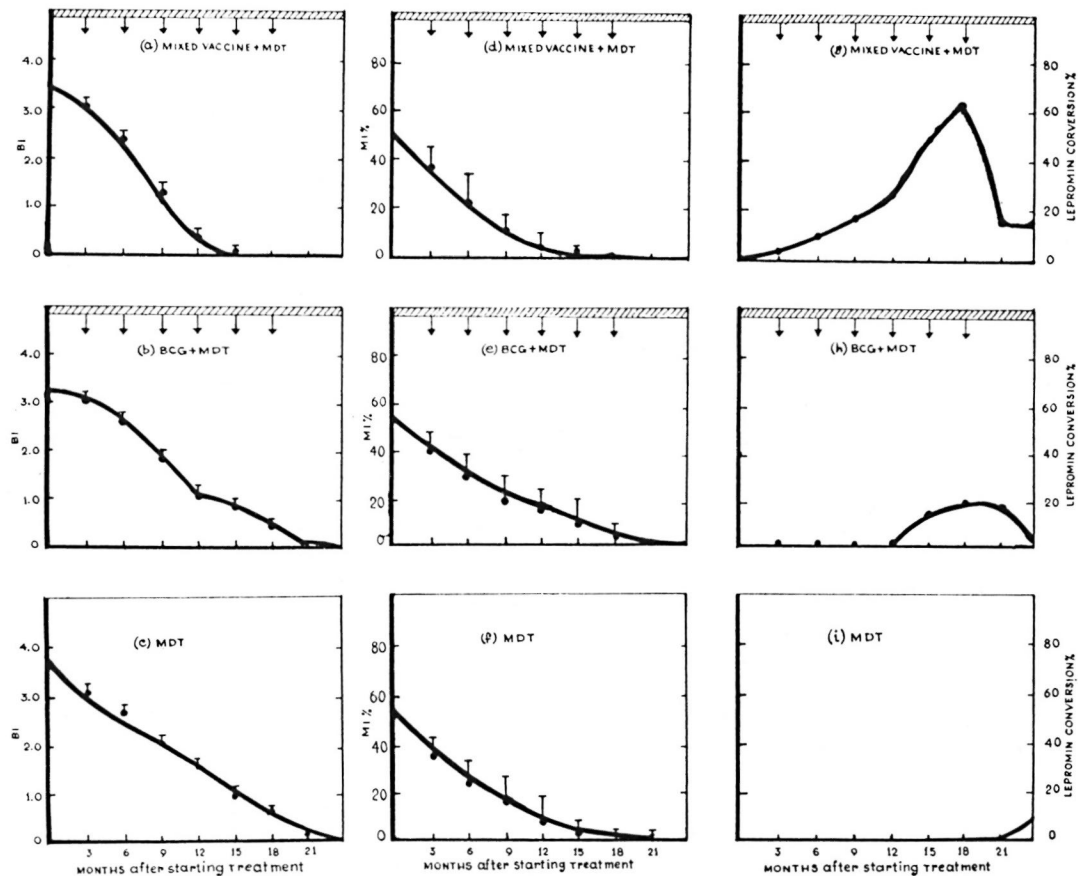 (a) MIXED VACCINE + MDT
4.0
3.0
2.0
1.0
0
BI
(d) MIXED VACCINE + MDT
80
60
40
20
0
MI%
(g) MIXED VACCINE + MDT
80
60
40
20
0
LEPROMIN CORVERSION%
(b) BCG + MDT
4.0
3.0
2.0
1.0
0
BI
(e) BCG + MDT
80
60
40
20
0
MI%
(h) BCG + MDT
80
60
40
20
0
LEPROMIN CONVERSION%
(c) MDT
4.0
3.0
2.0
1.0
0
BI
3 6 9 12 15 18 21
MONTHS after starting Treatment
(f) MDT
80
60
40
20
MI%
3 6 9 12 15 18 21
MONTHS after starting Treatment
(i) MDT
80
60
40
20
0
LEPROMIN CONVERSION%
3 6 9 12 15 18 21
MONTHS after starting Treatment